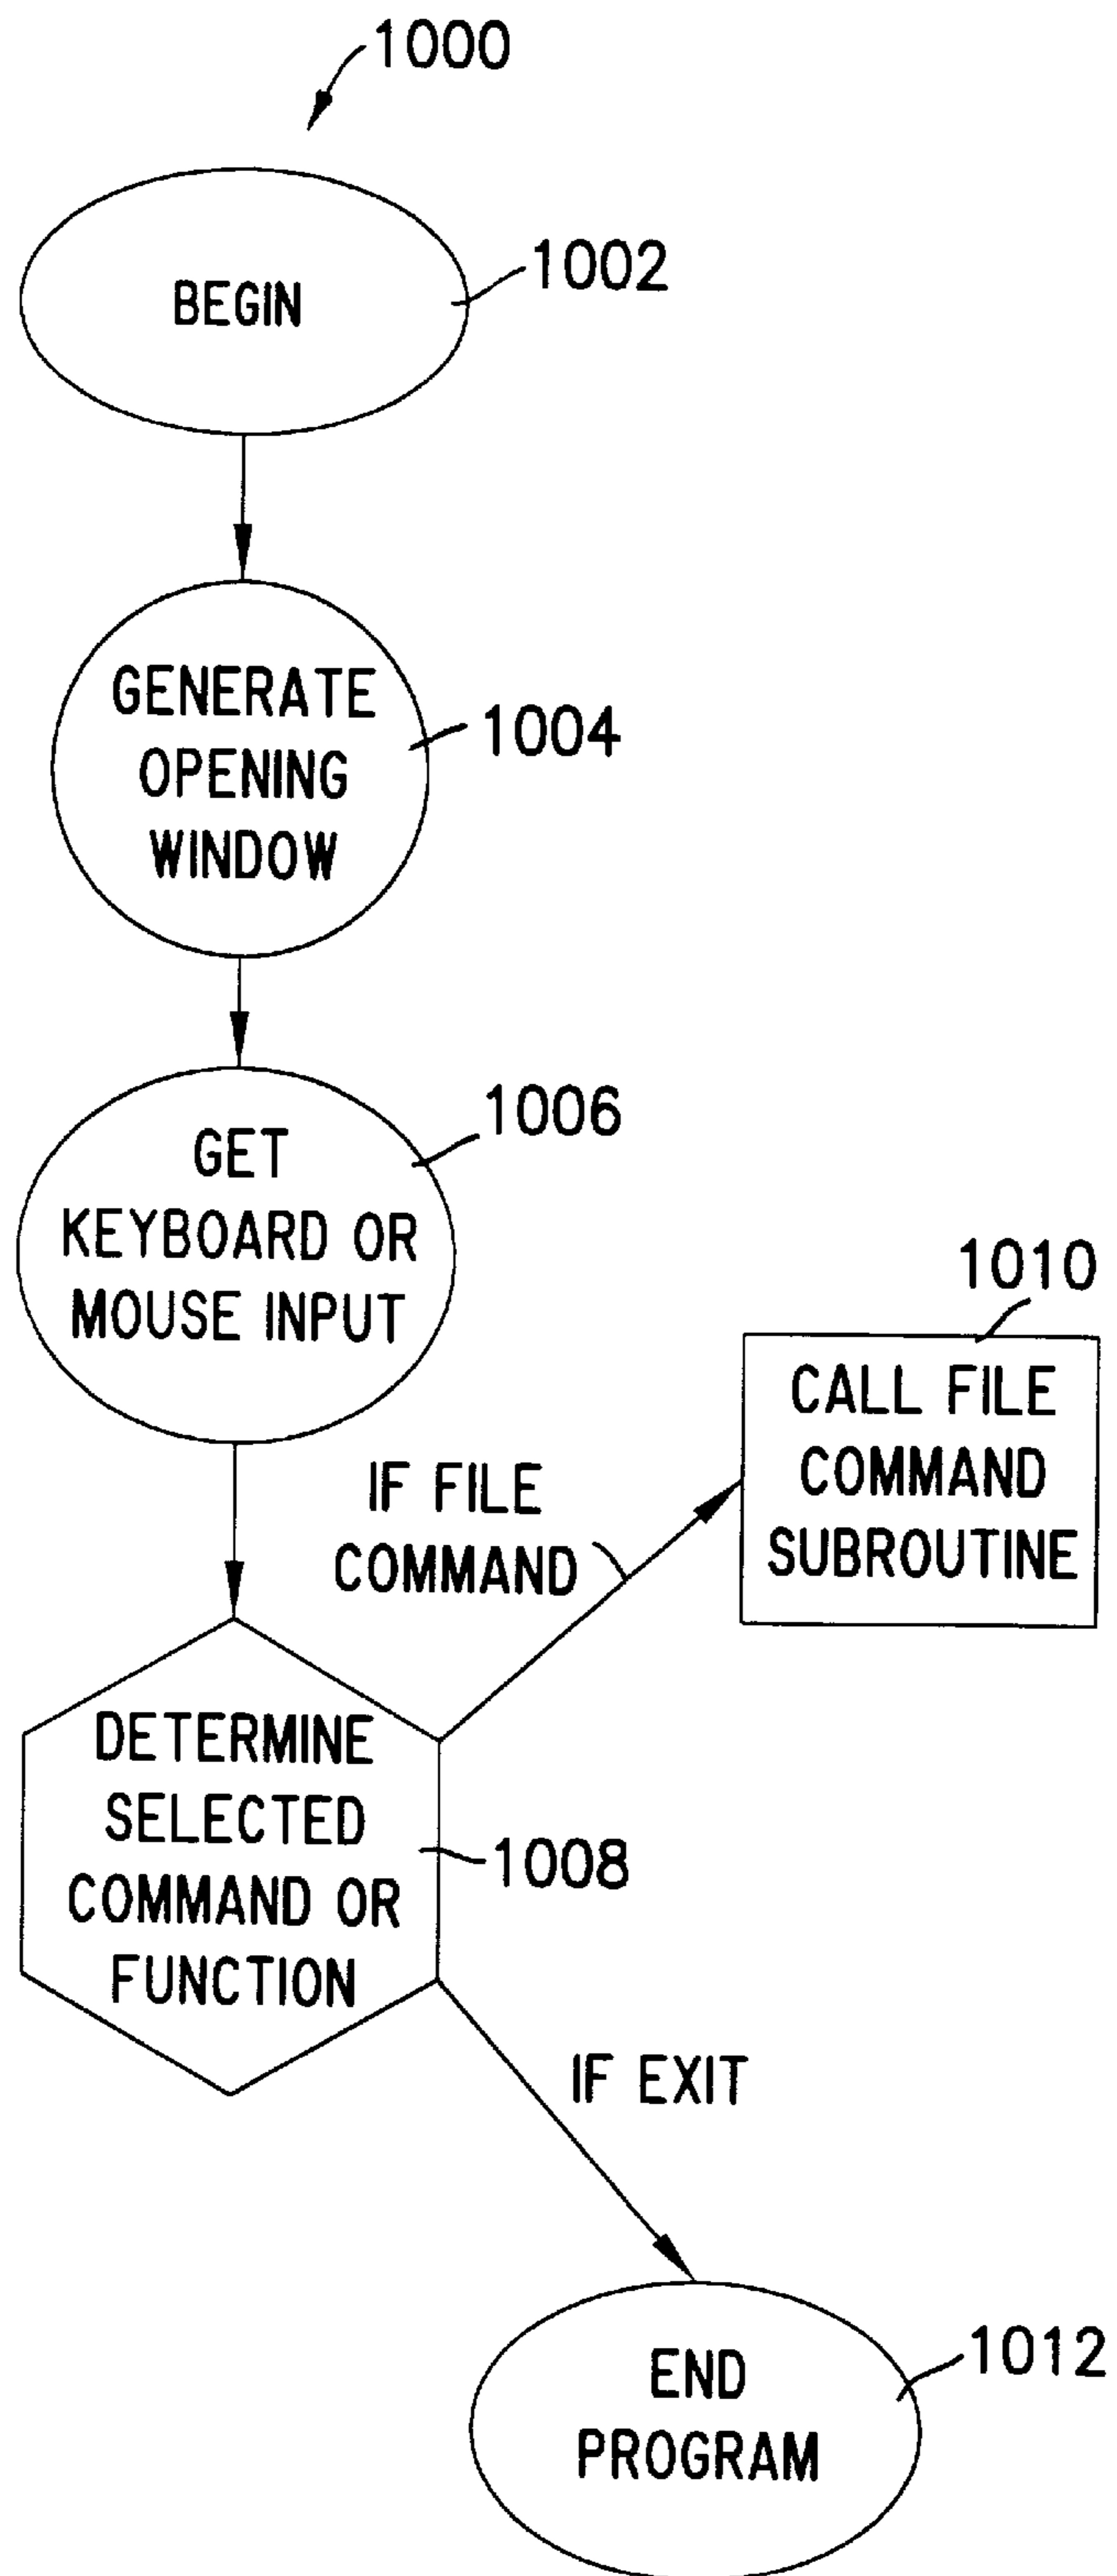 1000
BEGIN
1002
GENERATE
OPENING
WINDOW
1004
GET
KEYBOARD OR
MOUSE INPUT
1006
IF FILE
COMMAND
1010
CALL FILE
COMMAND
SUBROUTINE
DETERMINE
SELECTED
COMMAND OR
FUNCTION
1008
IF EXIT
END
PROGRAM
1012